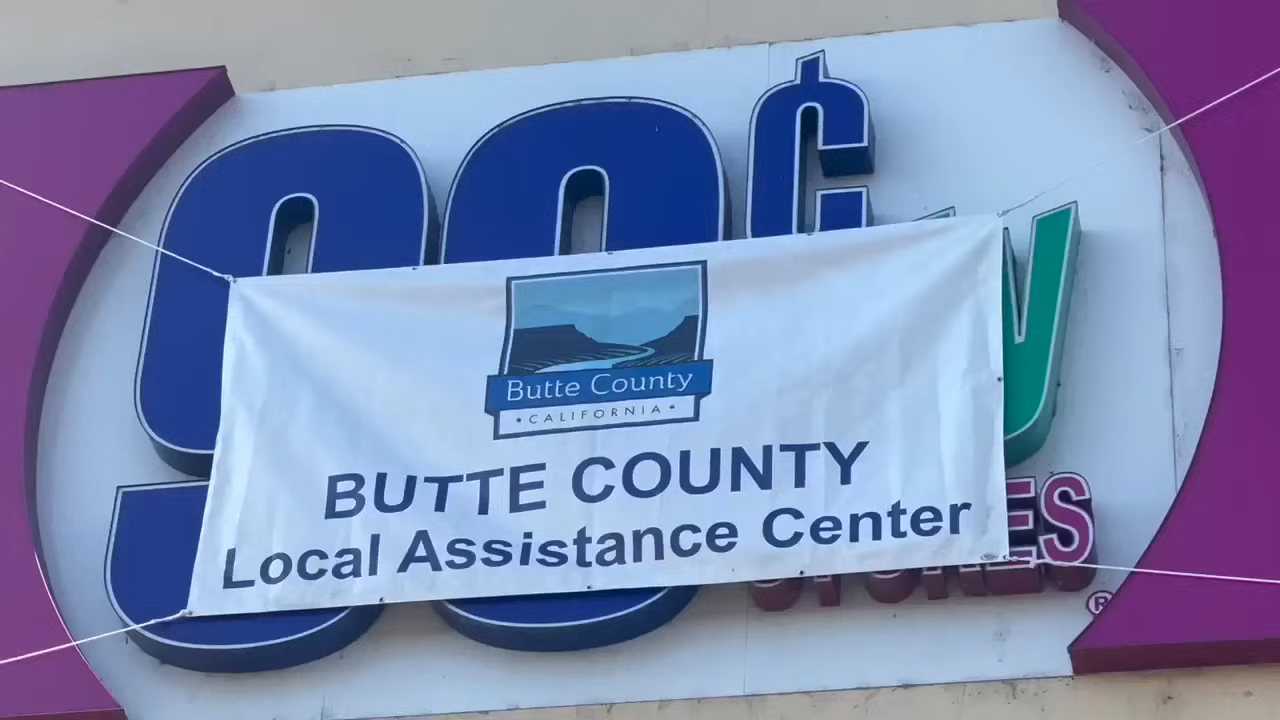 99¢
Butte County
• CALIFORNIA •
BUTTE COUNTY
Local Assistance Center
®